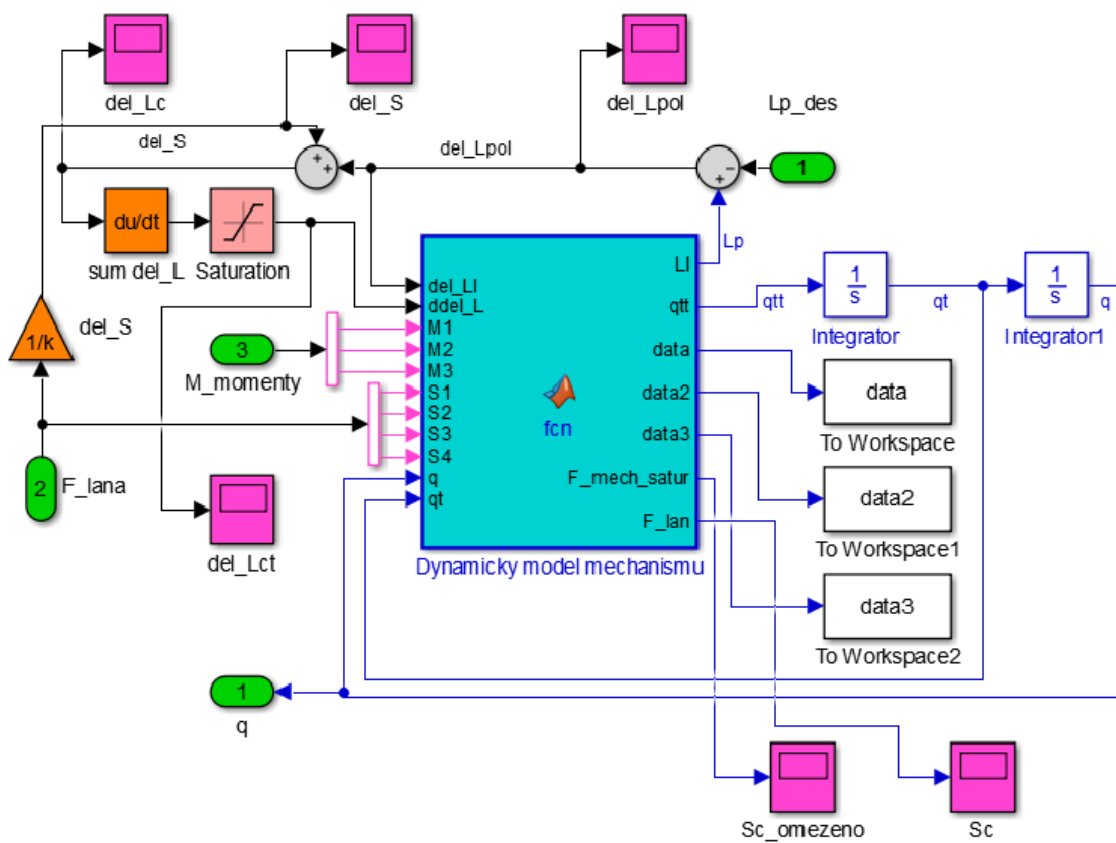 del_Lc
del_S
del_Lpol
Lp_des
del_S
del_Lpol
1
+
+
-
+
Lp
du/dt
sum del_lL
Saturation
1/k
del_S
3
M_momenty
2
F_lana
del_Lct
del_Ll
ddel_L
M1
M2
M3
S1
S2
S3
S4
q
qt
fcn
Ll
qtt
data
data2
data3
F_mech_satur
F_lan
Dynamicky model mechanismu
qtt
1
s
Integrator
qt
1
s
Integrator1
q
data
To Workspace
data2
To Workspace1
data3
To Workspace2
1
q
Sc_omiezeno
Sc